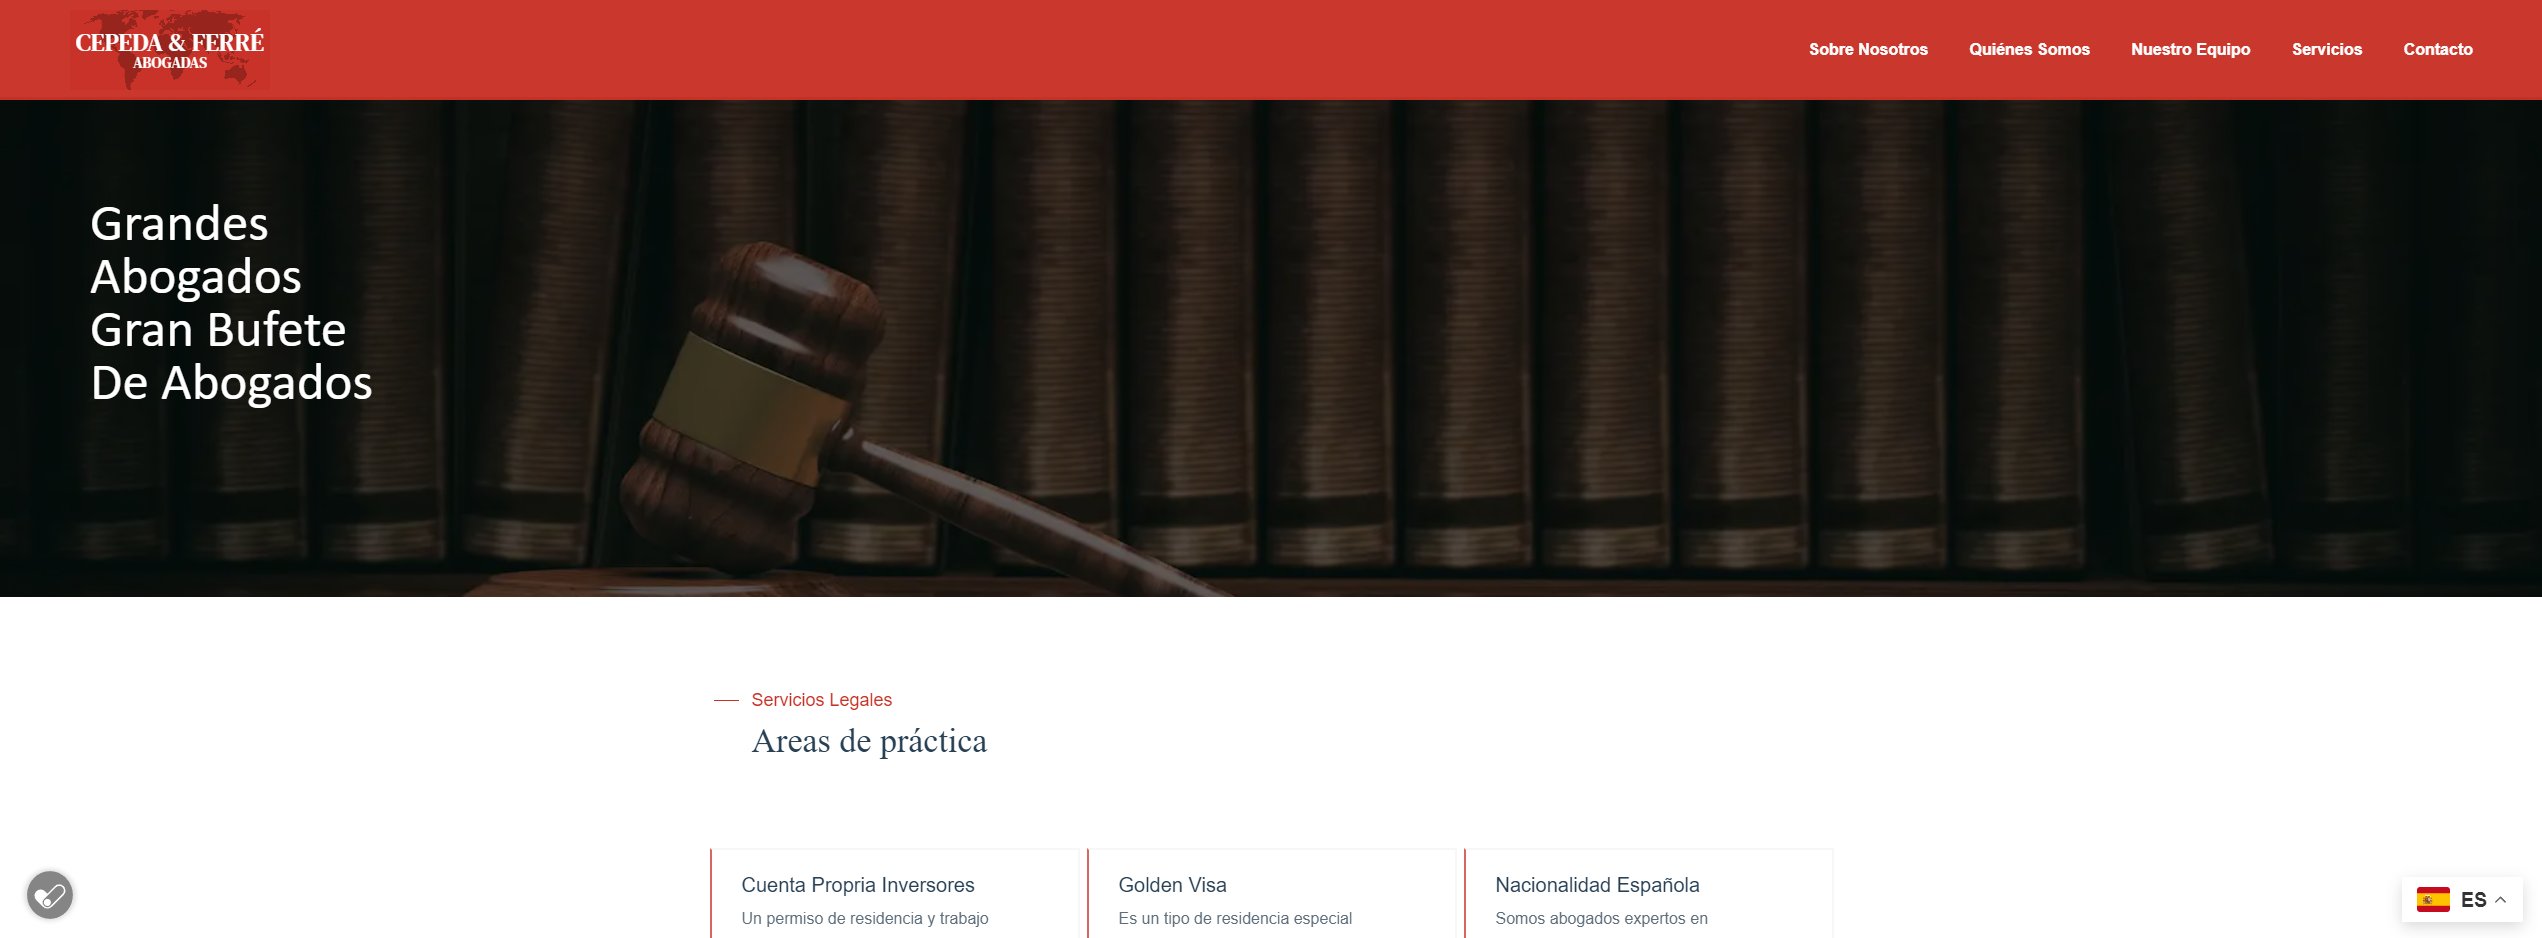 CEPEDA & FERRÉ
ABOGADAS
Sobre Nosotros
Quiénes Somos
Nuestro Equipo
Servicios
Contacto
Grandes
Abogados
Gran Bufete
De Abogados
Servicios Legales
Areas de práctica
Cuenta Propria Inversores
Un permiso de residencia y trabajo
Golden Visa
Es un tipo de residencia especial
Nacionalidad Española
Somos abogados expertos en
ES